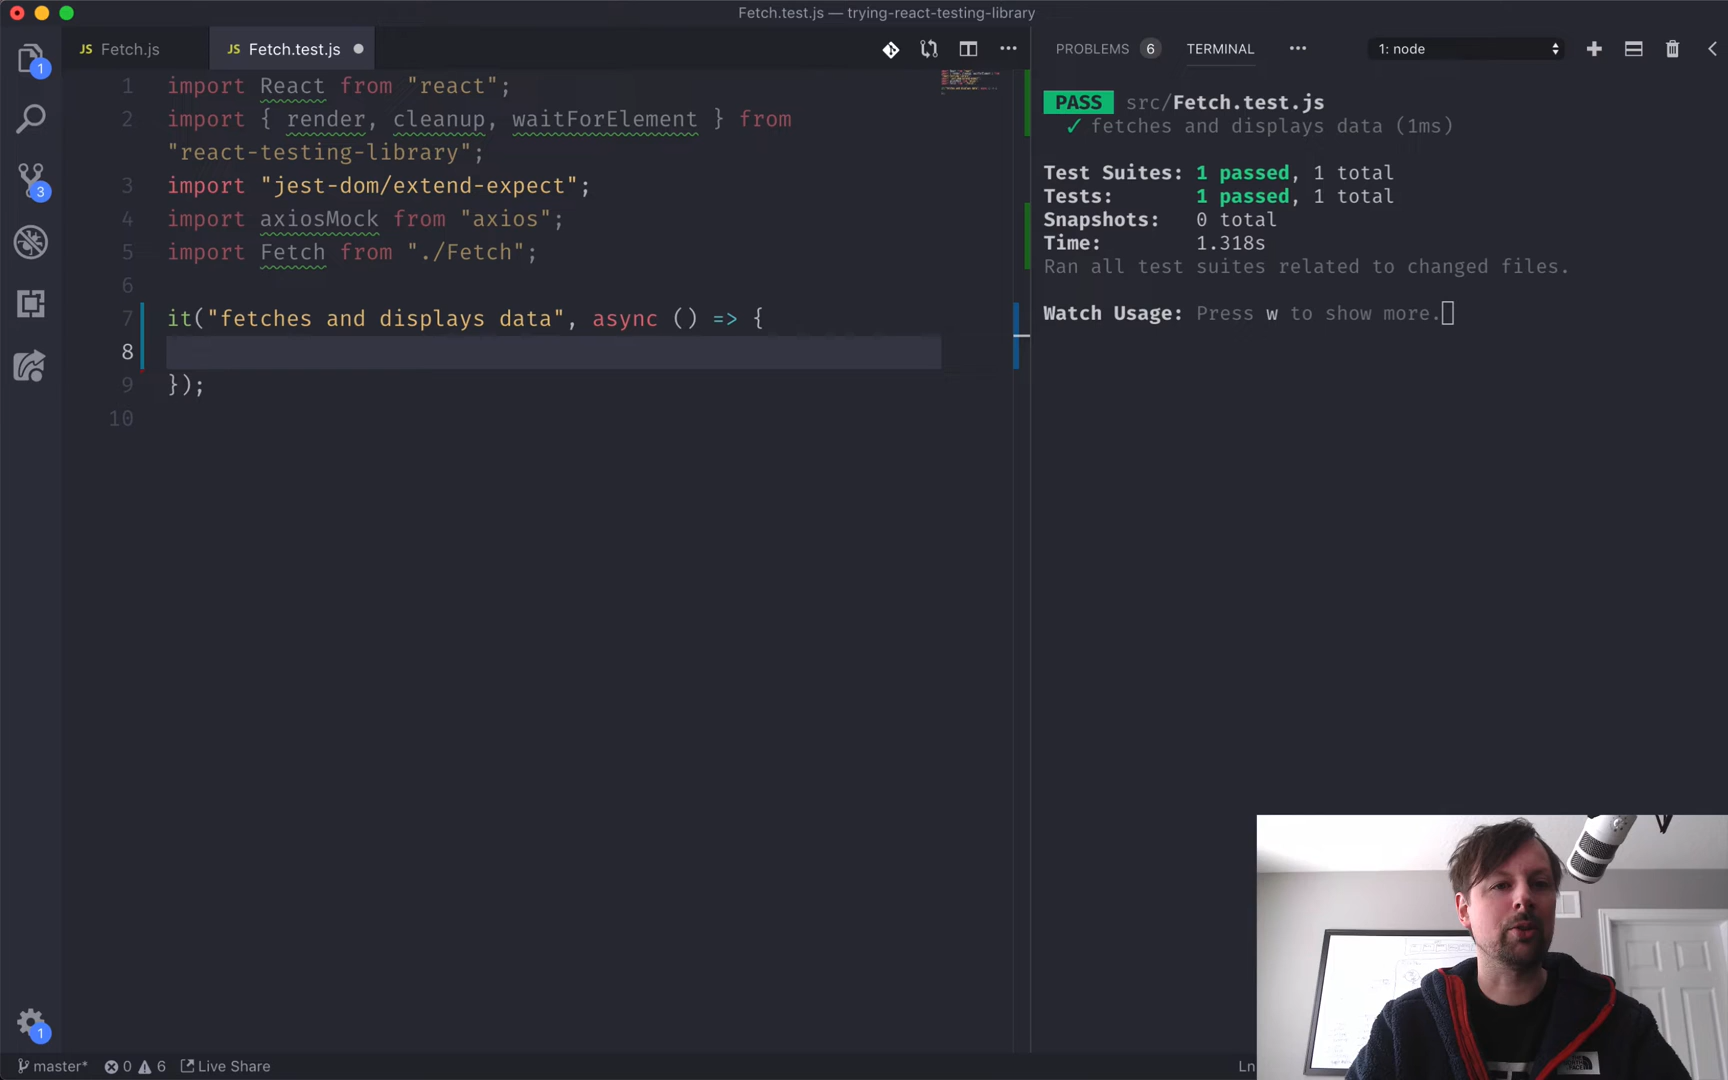 Fetch.test.js — trying-react-testing-library
JS Fetch.js
JS Fetch.test.js
PROBLEMS 6 TERMINAL ••• 1: node
1 import React from "react";
2 import { render, cleanup, waitForElement } from
"react-testing-library";
3 import "jest-dom/extend-expect";
4 import axiosMock from "axios";
5 import Fetch from "./Fetch";
6
7 it("fetches and displays data", async () => {
8
9 });
10
PASS src/Fetch.test.js
✓ fetches and displays data (1ms)
Test Suites: 1 passed, 1 total
Tests: 1 passed, 1 total
Snapshots: 0 total
Time: 1.318s
Ran all test suites related to changed files.
Watch Usage: Press w to show more.
1
3
1
master* 0 6 Live Share
Ln